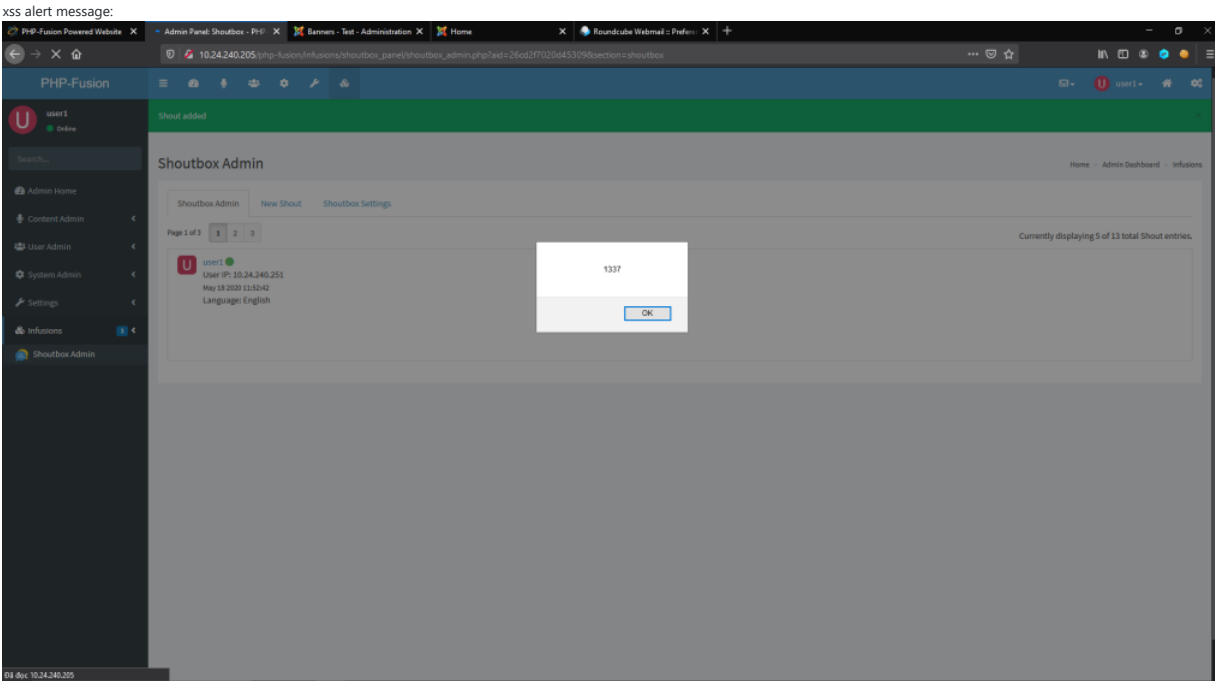 xss alert message:
PHP-Fusion Powered Website
Admin Panel: Shoutbox - PHP
Banners - Test - Administration
Home
Roundcube Webmail :: Prefere
10.24.240.205/php-fusion/infusions/shoutbox_panel/shoutbox_admin.php?aid=26cd2f7020d45309&section=shoutbox
PHP-Fusion
user1
user1
Online
Shout added
Search...
Shoutbox Admin
Home
Admin Dashboard
Infusions
Admin Home
Shoutbox Admin
New Shout
Shoutbox Settings
Content Admin
Page 1 of 3
1
2
3
Currently displaying 5 of 13 total Shout entries.
User Admin
U
user1
User IP: 10.24.240.251
May 18 2020 11:52:42
Language: English
1337
OK
System Admin
Settings
Infusions
Shoutbox Admin
Đã đọc 10.24.240.205